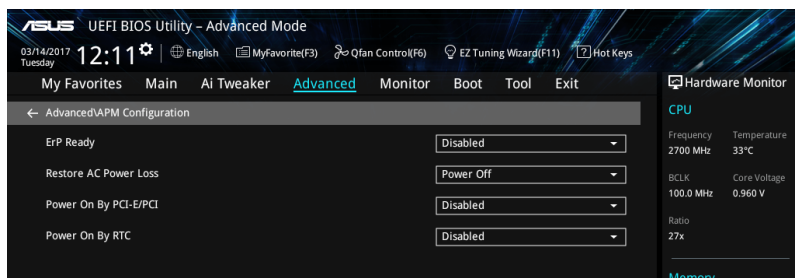 ASUS UEFI BIOS Utility – Advanced Mode
03/14/2017 Tuesday 12:11 English MyFavorite(F3) Qfan Control(F6) EZ Tuning Wizard(F11) ? Hot Keys
My Favorites Main Ai Tweaker Advanced Monitor Boot Tool Exit
Hardware Monitor
← Advanced\APM Configuration
ErP Ready Disabled
Restore AC Power Loss Power Off
Power On By PCI-E/PCI Disabled
Power On By RTC Disabled
CPU
Frequency Temperature
2700 MHz 33°C
BCLK Core Voltage
100.0 MHz 0.960 V
Ratio
27x
Memory